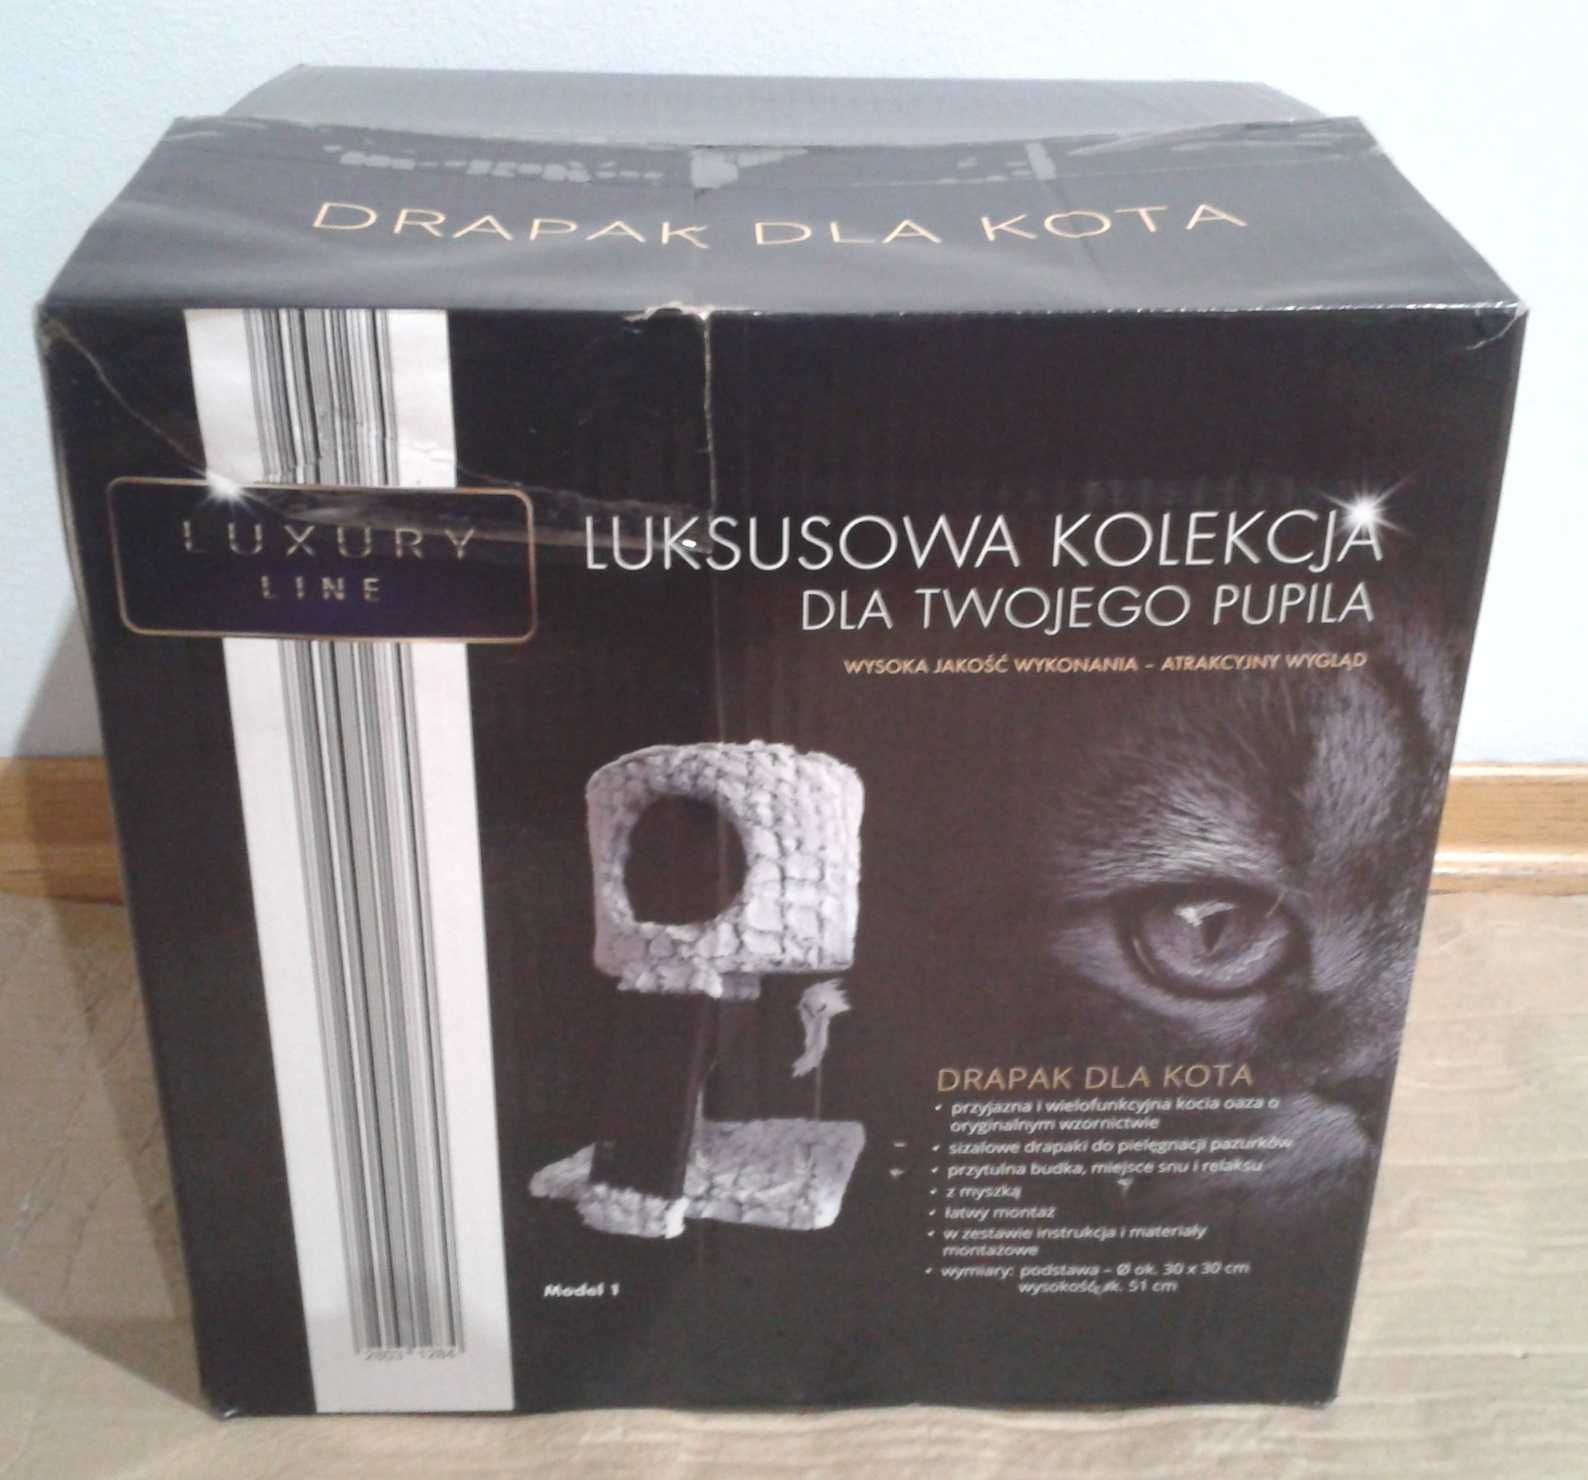 DRAPAK DLA KOTA
LUXURY
LINE
LUKSUSOWA KOLEKCJA
DLA TWOJEGO PUPILA
WYSOKA JAKOŚĆ WYKONANIA – ATRAKCYJNY WYGLĄD
DRAPAK DLA KOTA
przyjazna i wielofunkcyjna kocia oaza o
oryginalnym wzornictwie
sizalowe drapaki do pielęgnacji pazurków
przytulna budka, miejsce snu i relaksu
z myszką
łatwy montaż
w zestawie instrukcja i materiały
montażowe
wymiary: podstawa – Ø ok. 30 x 30 cm
wysokość ok. 51 cm
Model 1
2803 1284